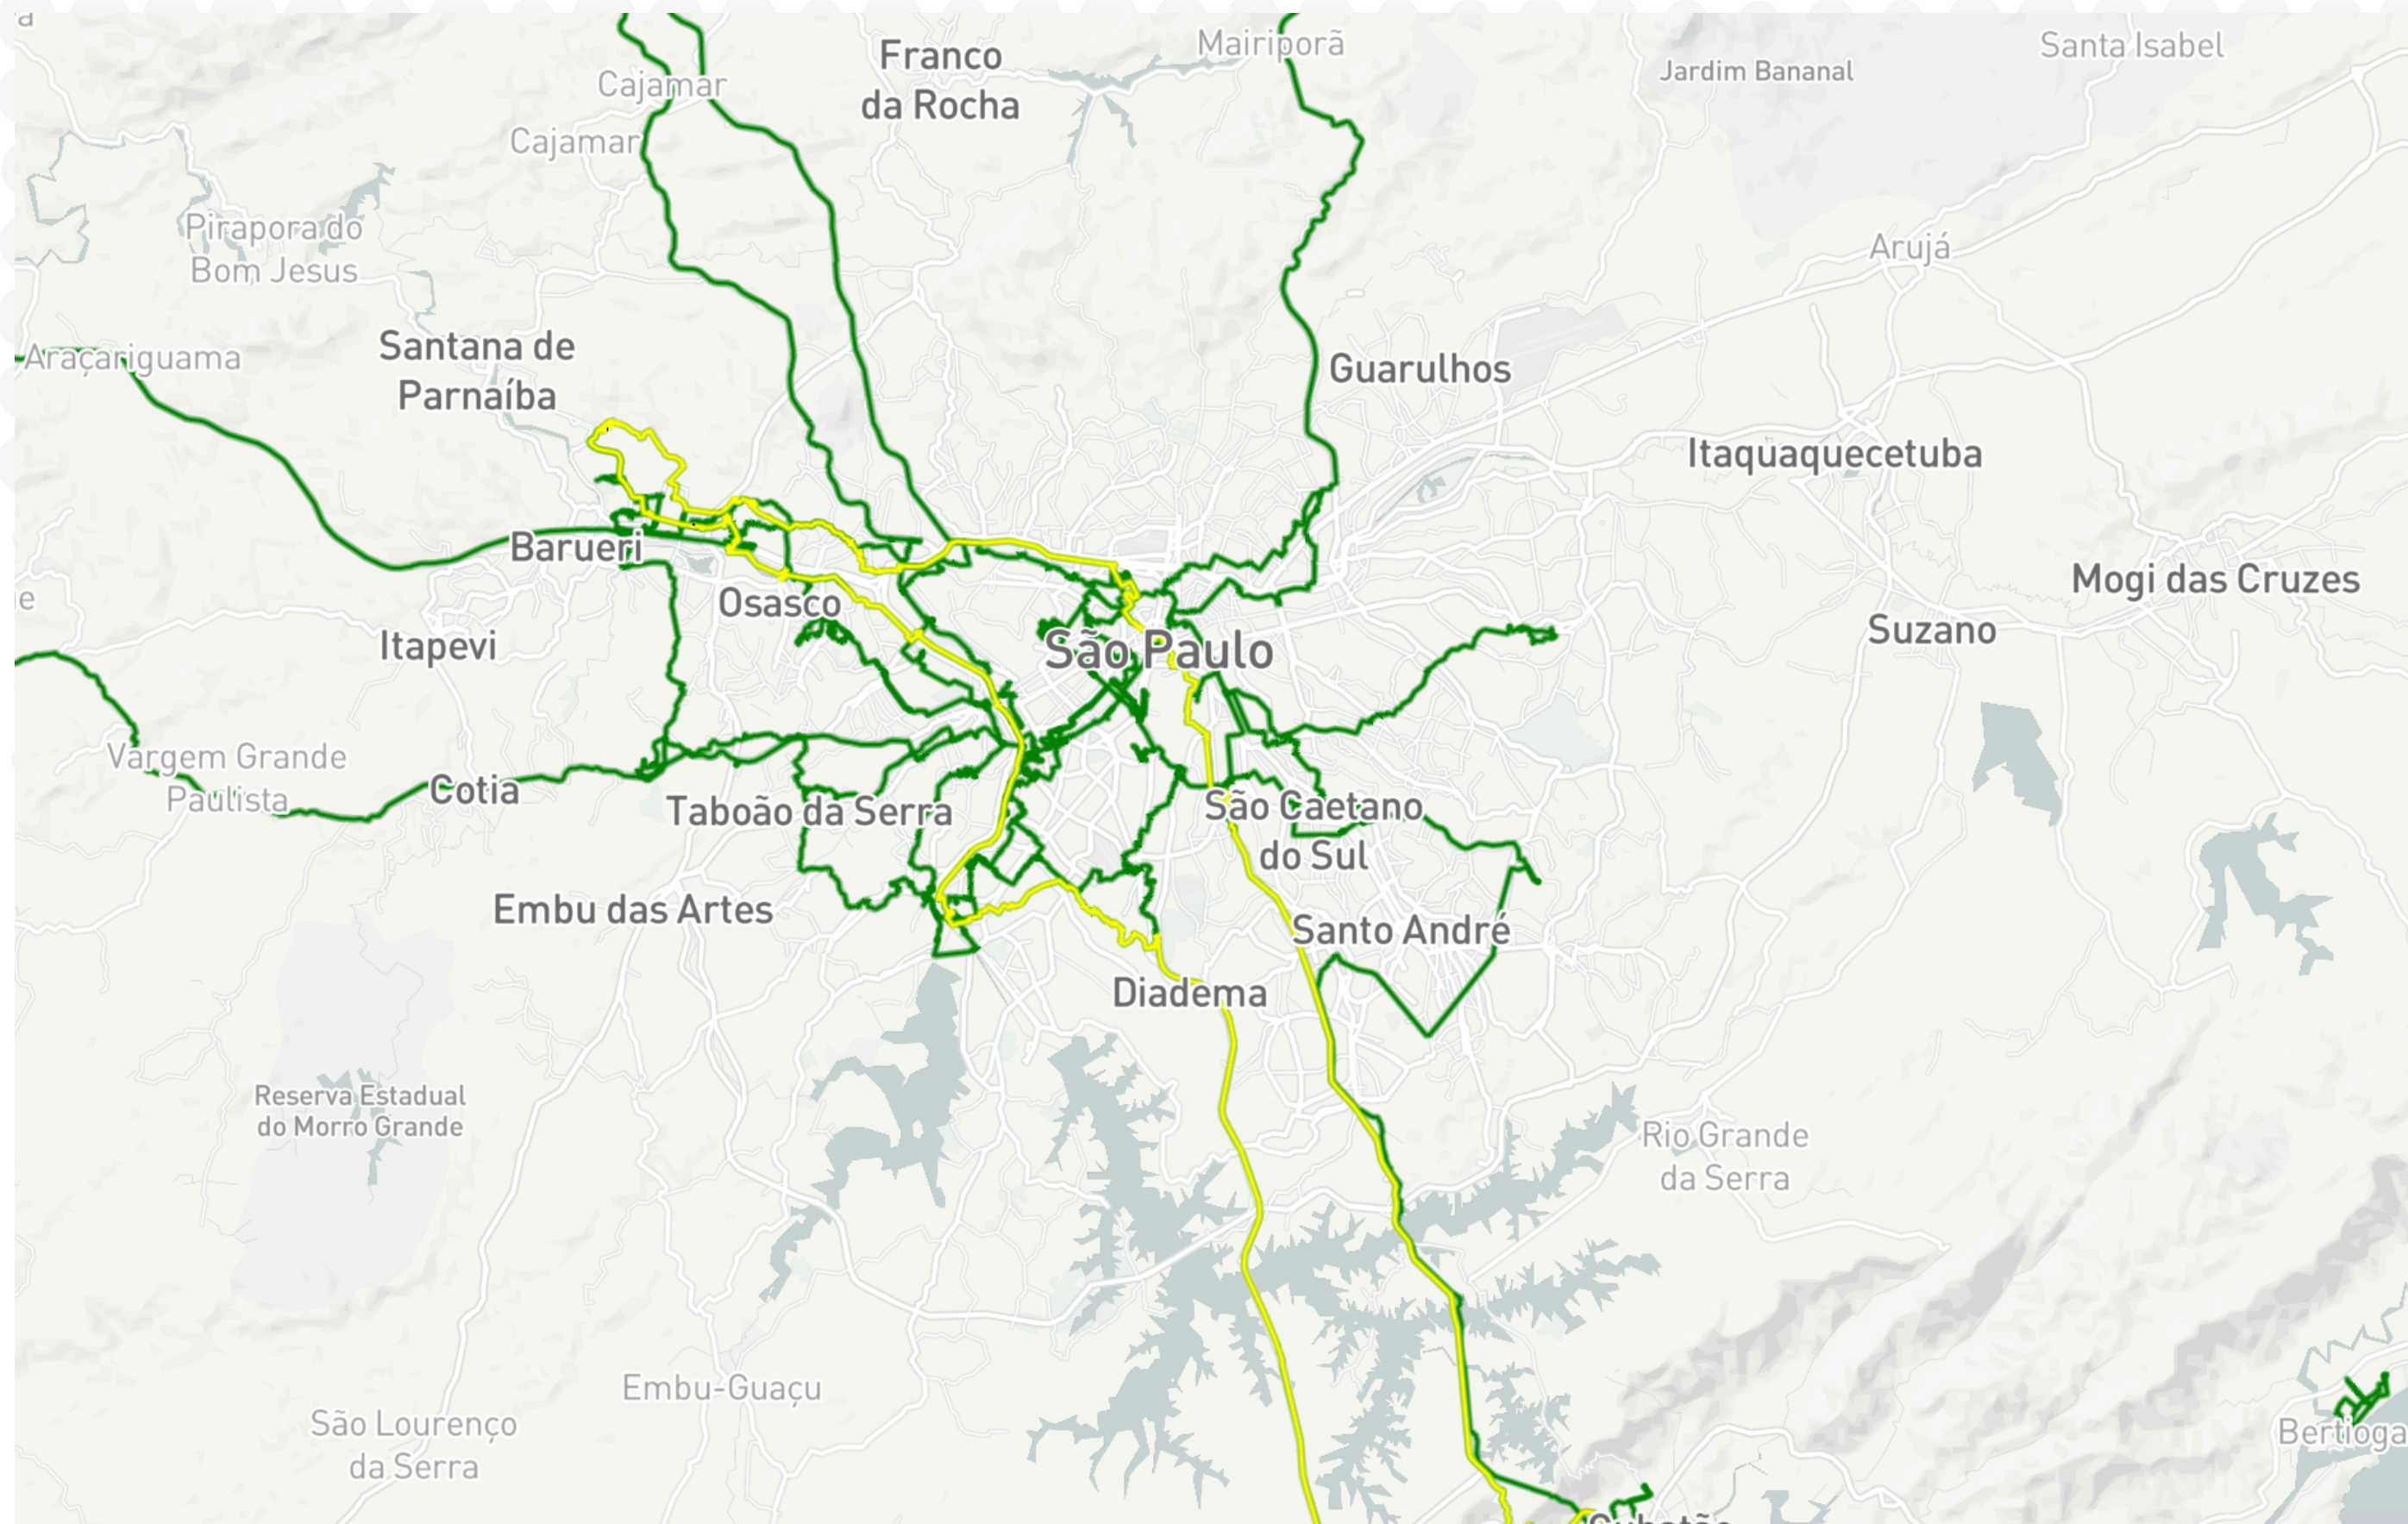 Franco
da Rocha
Mairiporã
Santa Isabel
Jardim Bananal
Cajamar
Cajamar
Pirapora do
Bom Jesus
Arujá
Santana de
Parnaíba
Araçariguama
Guarulhos
Itaquaquecetuba
Barueri
Mogi das Cruzes
Osasco
Suzano
Itapevi
São Paulo
Vargem Grande
Paulista
Cotia
Taboão da Serra
São Caetano
do Sul
Embu das Artes
Santo André
Diadema
Reserva Estadual
do Morro Grande
Rio Grande
da Serra
Embu-Guaçu
São Lourenço
da Serra
Bertioga